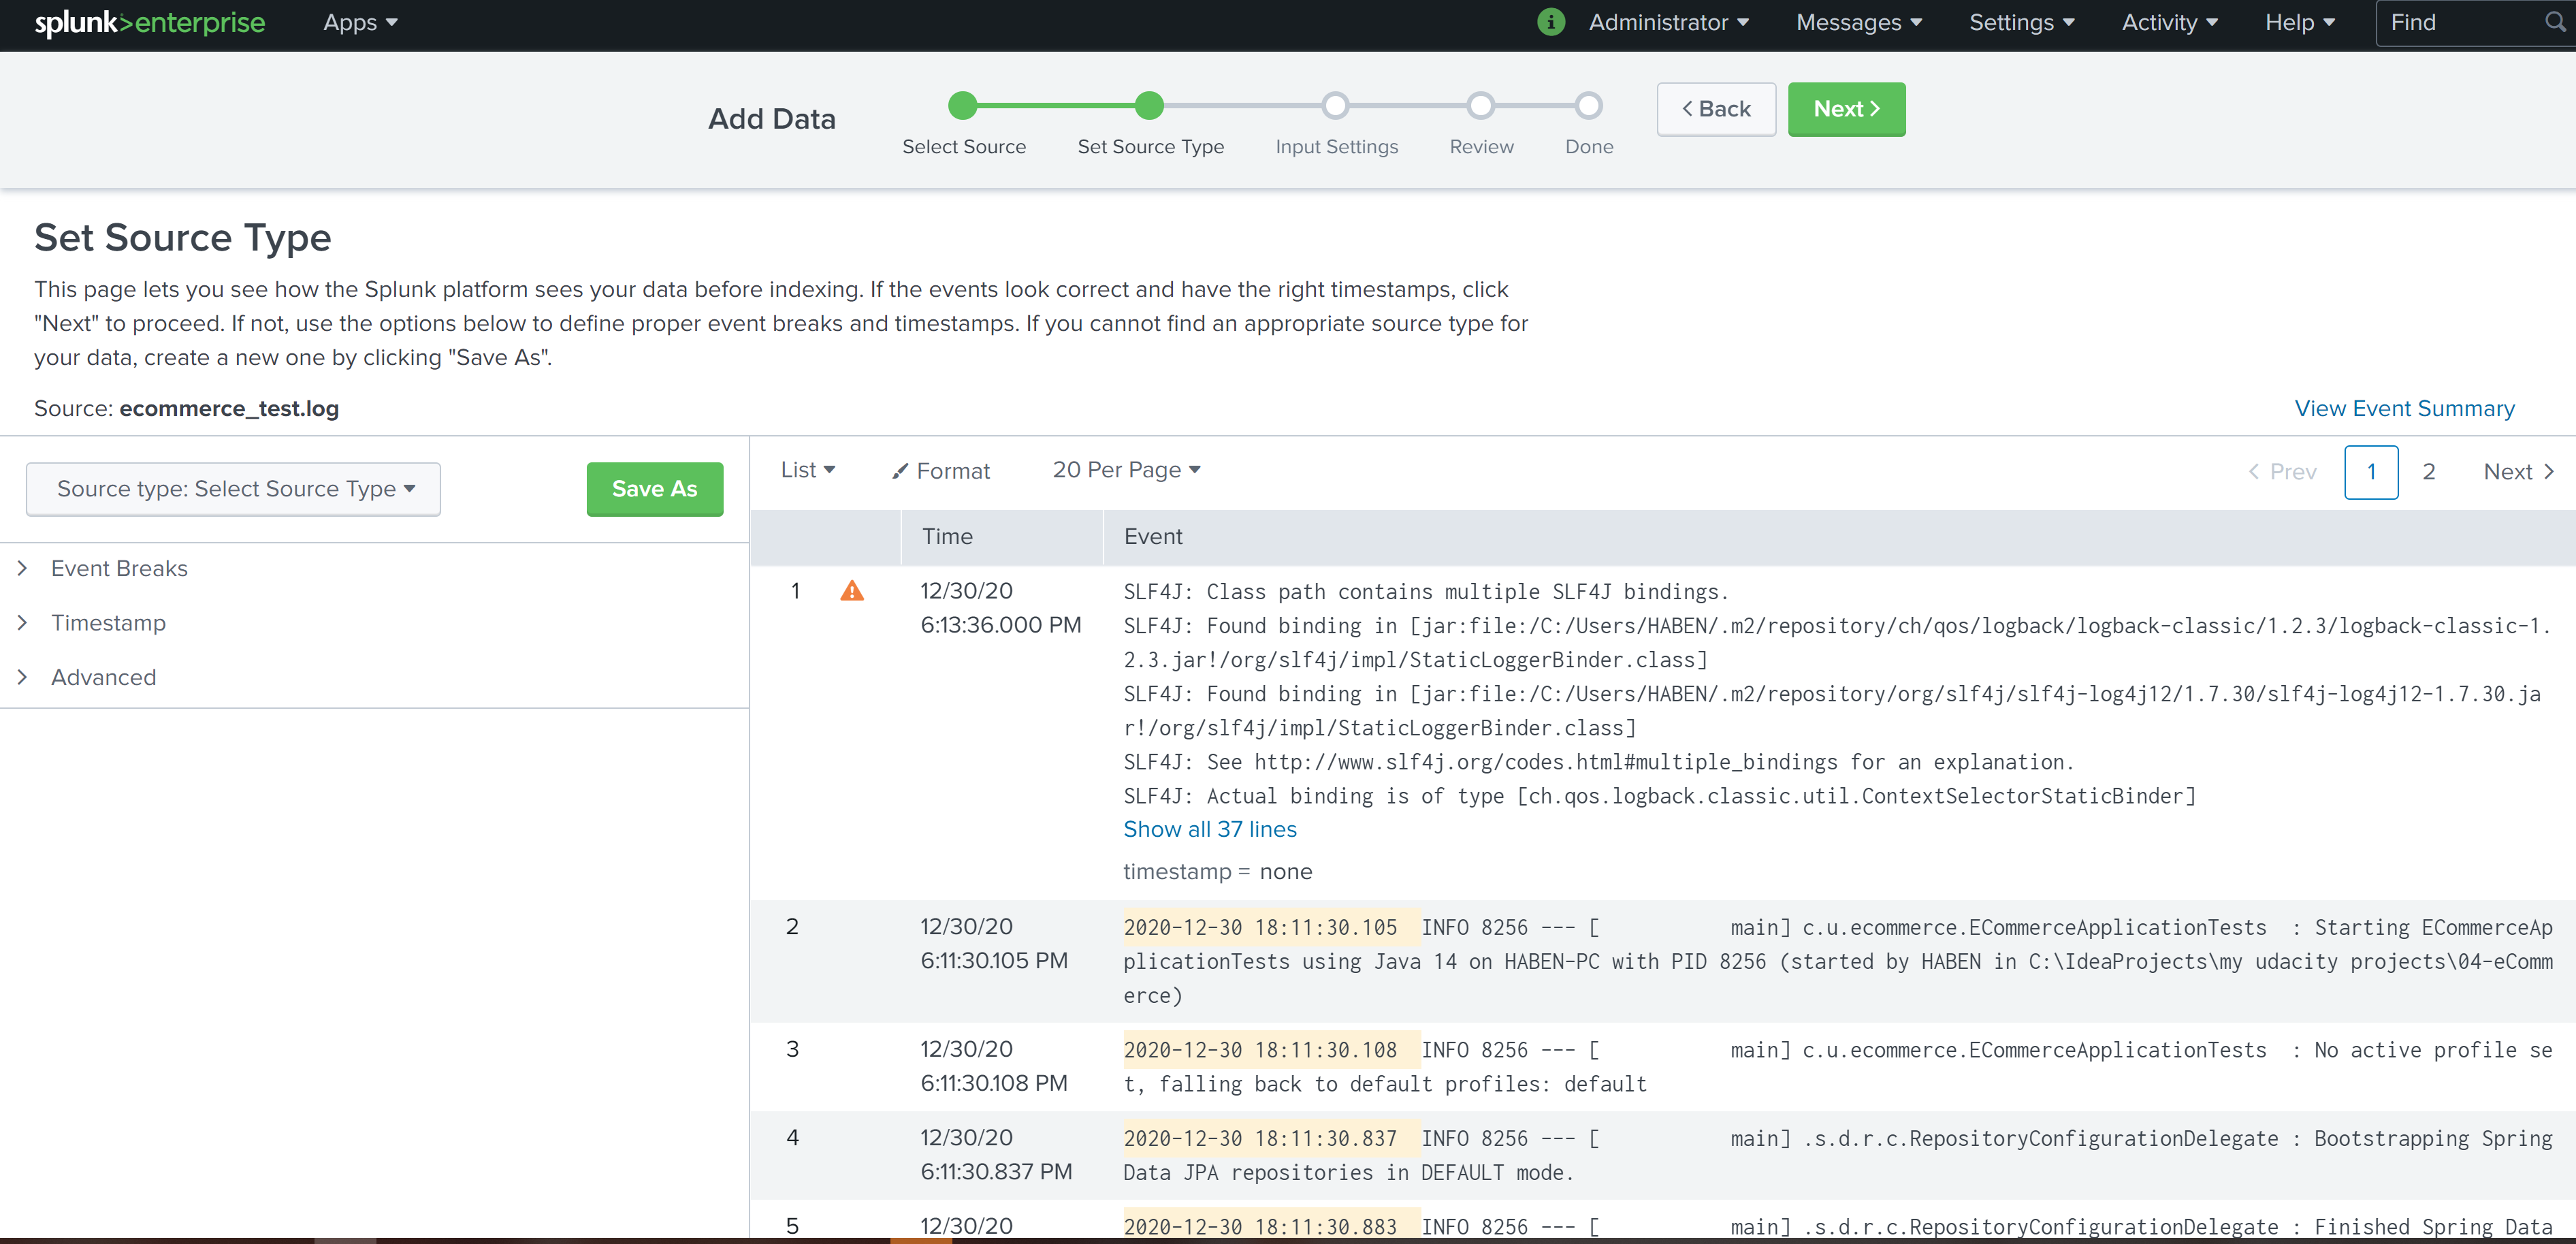 splunk>enterprise Apps Administrator Messages Settings Activity Help Find
Add Data
Select Source Set Source Type Input Settings Review Done
< Back Next >
Set Source Type
This page lets you see how the Splunk platform sees your data before indexing. If the events look correct and have the right timestamps, click
"Next" to proceed. If not, use the options below to define proper event breaks and timestamps. If you cannot find an appropriate source type for
your data, create a new one by clicking "Save As".
Source: ecommerce_test.log
View Event Summary
Source type: Select Source Type
Save As
> Event Breaks
> Timestamp
> Advanced
List Format 20 Per Page < Prev 1 2 Next >
Time Event
1 12/30/20 SLF4J: Class path contains multiple SLF4J bindings.
6:13:36.000 PM SLF4J: Found binding in [jar:file:/C:/Users/HABEN/.m2/repository/ch/qos/logback/logback-classic/1.2.3/logback-classic-1.
2.3.jar!/org/slf4j/impl/StaticLoggerBinder.class]
SLF4J: Found binding in [jar:file:/C:/Users/HABEN/.m2/repository/org/slf4j/slf4j-log4j12/1.7.30/slf4j-log4j12-1.7.30.ja
r!/org/slf4j/impl/StaticLoggerBinder.class]
SLF4J: See http://www.slf4j.org/codes.html#multiple_bindings for an explanation.
SLF4J: Actual binding is of type [ch.qos.logback.classic.util.ContextSelectorStaticBinder]
Show all 37 lines
timestamp = none
2 12/30/20 2020-12-30 18:11:30.105 INFO 8256 --- [           main] c.u.ecommerce.ECommerceApplicationTests  : Starting ECommerceAp
6:11:30.105 PM plicationTests using Java 14 on HABEN-PC with PID 8256 (started by HABEN in C:\IdeaProjects\my udacity projects\04-eComm
erce)
3 12/30/20 2020-12-30 18:11:30.108 INFO 8256 --- [           main] c.u.ecommerce.ECommerceApplicationTests  : No active profile se
6:11:30.108 PM t, falling back to default profiles: default
4 12/30/20 2020-12-30 18:11:30.837 INFO 8256 --- [           main] .s.d.r.c.RepositoryConfigurationDelegate : Bootstrapping Spring
6:11:30.837 PM Data JPA repositories in DEFAULT mode.
5 12/30/20 2020-12-30 18:11:30.883 INFO 8256 --- [           main] .s.d.r.c.RepositoryConfigurationDelegate : Finished Spring Data